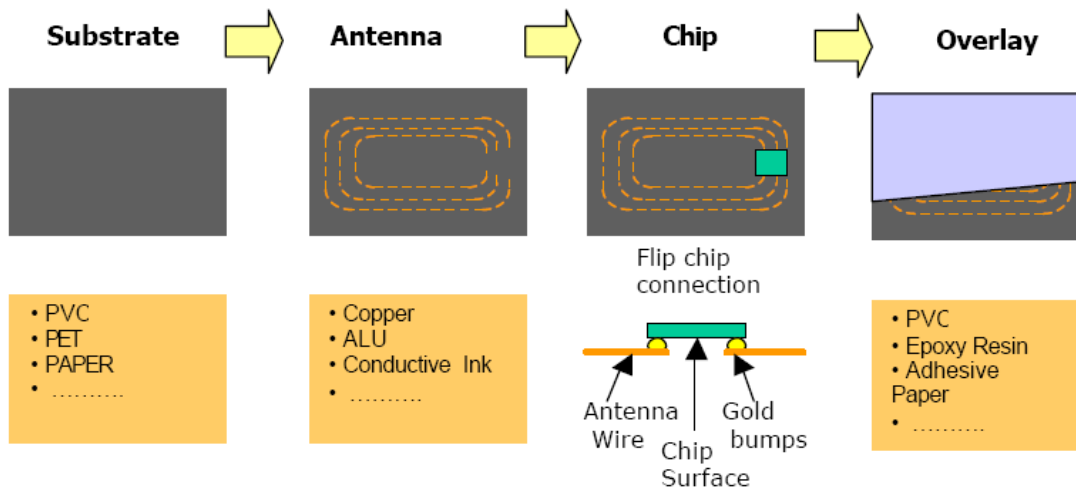 Substrate
Antenna
Chip
Overlay
Flip chip
connection
• PVC
• PET
• PAPER
• ……….
• Copper
• ALU
• Conductive Ink
• ……….
Antenna
Wire
Chip
Surface
Gold
bumps
• PVC
• Epoxy Resin
• Adhesive
Paper
• ……….